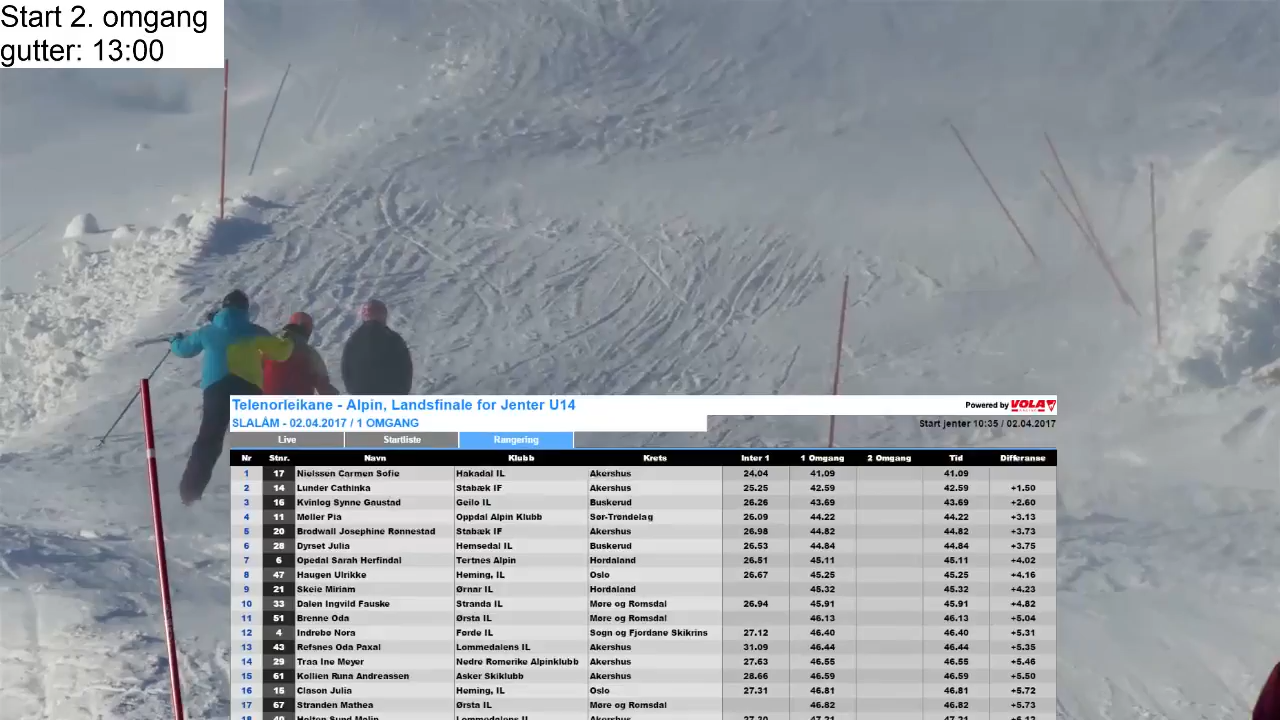 Start 2. omgang
gutter: 13:00
Telenorleikane - Alpin, Landsfinale for Jenter U14
Powered by VOLA
SLALÅM - 02.04.2017 / 1 OMGANG
Start jenter 10:35 / 02.04.2017
Live Startliste Rangering
Nr Stnr. Navn Klubb Krets Inter 1 1 Omgang 2 Omgang Tid Differanse
1 17 Nielssen Carmen Sofie Hakadal IL Akershus 24.04 41.09 41.09
2 14 Lunder Cathinka Stabæk IF Akershus 25.25 42.59 42.59 +1.50
3 16 Kvinlog Synne Gaustad Geilo IL Buskerud 26.26 43.69 43.69 +2.60
4 11 Møller Pia Oppdal Alpin Klubb Sør-Trøndelag 26.09 44.22 44.22 +3.13
5 20 Brodwall Josephine Rønnestad Stabæk IF Akershus 26.98 44.82 44.82 +3.73
6 28 Dyrset Julia Hemsedal IL Buskerud 26.53 44.84 44.84 +3.75
7 6 Opedal Sarah Herfindal Tertnes Alpin Hordaland 26.51 45.11 45.11 +4.02
8 47 Haugen Ulrikke Heming, IL Oslo 26.67 45.25 45.25 +4.16
9 21 Skeie Miriam Ørnar IL Hordaland 45.32 45.32 +4.23
10 33 Dalen Ingvild Fauske Stranda IL Møre og Romsdal 26.94 45.91 45.91 +4.82
11 51 Brenne Oda Ørsta IL Møre og Romsdal 46.13 46.13 +5.04
12 4 Indrebø Nora Førde IL Sogn og Fjordane Skikrins 27.12 46.40 46.40 +5.31
13 43 Refsnes Oda Paxal Lommedalens IL Akershus 31.09 46.44 46.44 +5.35
14 29 Traa Ine Meyer Nedre Romerike Alpinklubb Akershus 27.63 46.55 46.55 +5.46
15 61 Kollien Runa Andreassen Asker Skiklubb Akershus 28.66 46.59 46.59 +5.50
16 15 Clason Julia Heming, IL Oslo 27.31 46.81 46.81 +5.72
17 67 Stranden Mathea Ørsta IL Møre og Romsdal 46.82 46.82 +5.73
18 40 Holten Sund Malin Lommedalens IL Akershus 27.30 47.21 47.21 +6.12